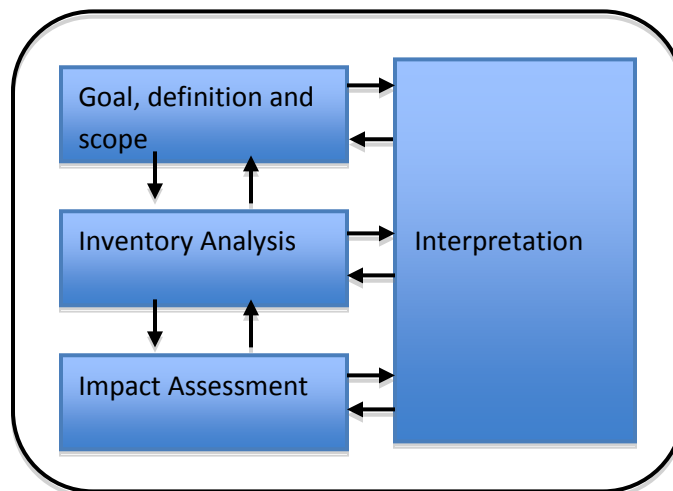 Goal, definition and
scope
Inventory Analysis
Interpretation
Impact Assessment